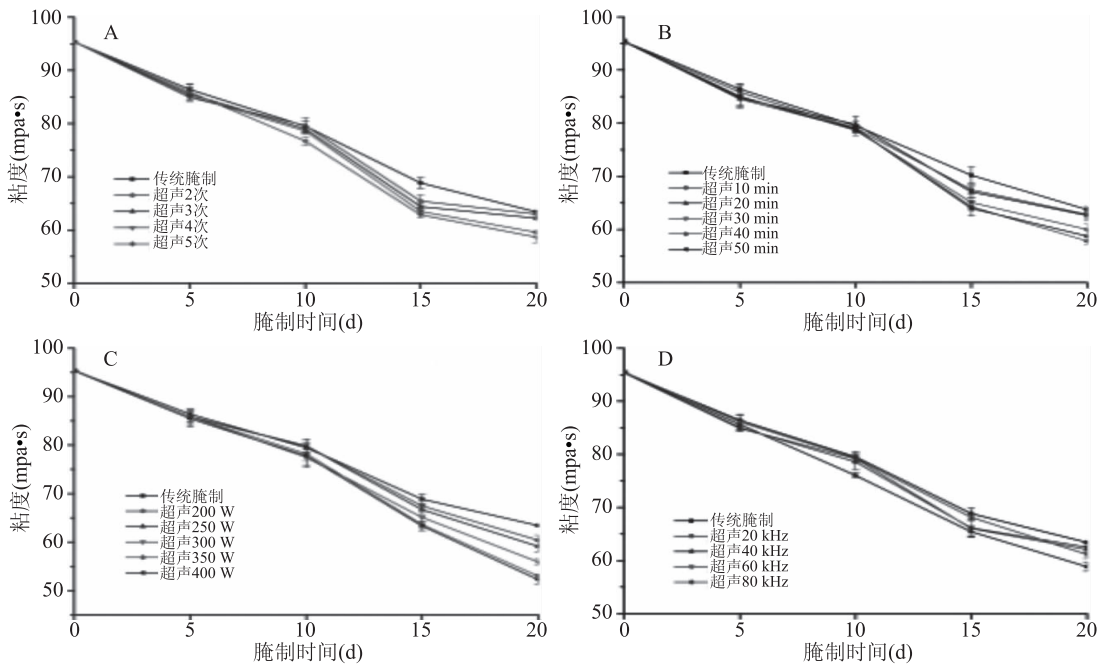 A
粘度(mpa•s)
100
90
80
70
60
50
传统腌制
超声2次
超声3次
超声4次
超声5次
0 5 10 15 20
腌制时间(d)
B
粘度(mpa•s)
100
90
80
70
60
50
传统腌制
超声10 min
超声20 min
超声30 min
超声40 min
超声50 min
0 5 10 15 20
腌制时间(d)
C
粘度(mpa•s)
100
90
80
70
60
50
传统腌制
超声200 W
超声250 W
超声300 W
超声350 W
超声400 W
0 5 10 15 20
腌制时间(d)
D
粘度(mpa•s)
100
90
80
70
60
50
传统腌制
超声20 kHz
超声40 kHz
超声60 kHz
超声80 kHz
0 5 10 15 20
腌制时间(d)